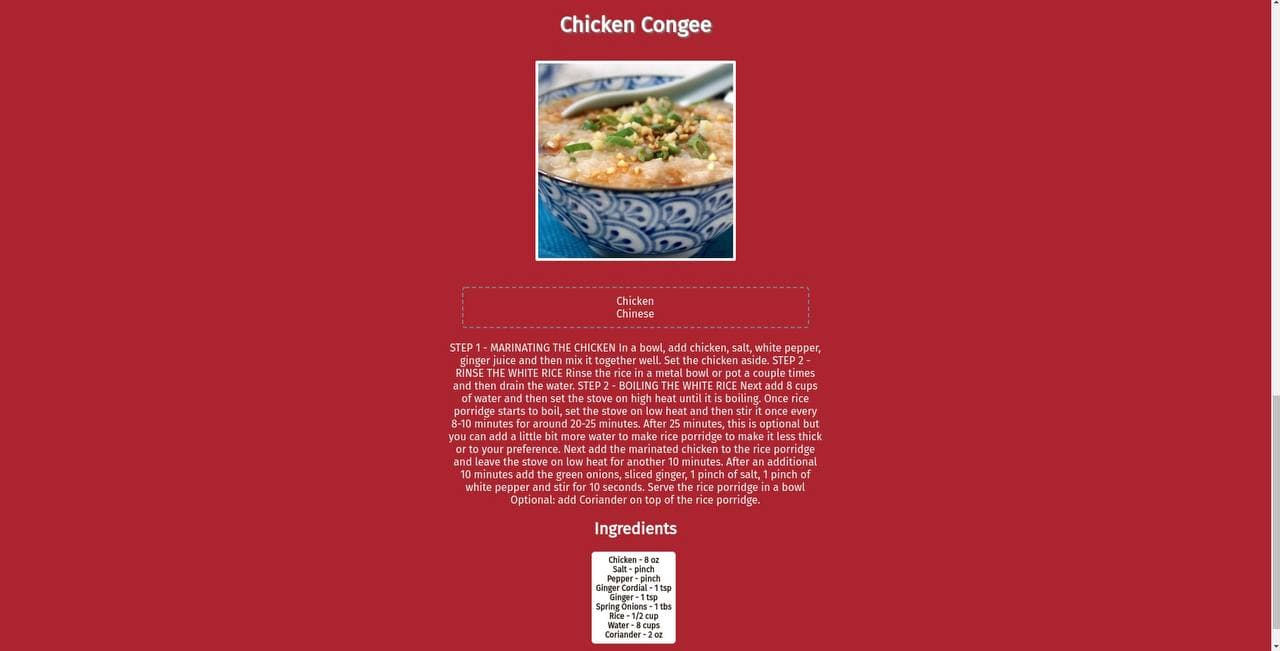 Chicken Congee
Chicken
Chinese
STEP 1 - MARINATING THE CHICKEN In a bowl, add chicken, salt, white pepper,
ginger juice and then mix it together well. Set the chicken aside. STEP 2 -
RINSE THE WHITE RICE Rinse the rice in a metal bowl or pot a couple times
and then drain the water. STEP 2 - BOILING THE WHITE RICE Next add 8 cups
of water and then set the stove on high heat until it is boiling. Once rice
porridge starts to boil, set the stove on low heat and then stir it once every
8-10 minutes for around 20-25 minutes. After 25 minutes, this is optional but
you can add a little bit more water to make rice porridge to make it less thick
or to your preference. Next add the marinated chicken to the rice porridge
and leave the stove on low heat for another 10 minutes. After an additional
10 minutes add the green onions, sliced ginger, 1 pinch of salt, 1 pinch of
white pepper and stir for 10 seconds. Serve the rice porridge in a bowl
Optional: add Coriander on top of the rice porridge.
Ingredients
Chicken - 8 oz
Salt - pinch
Pepper - pinch
Ginger Cordial - 1 tsp
Ginger - 1 tsp
Spring Onions - 1 tbs
Rice - 1/2 cup
Water - 8 cups
Coriander - 2 oz